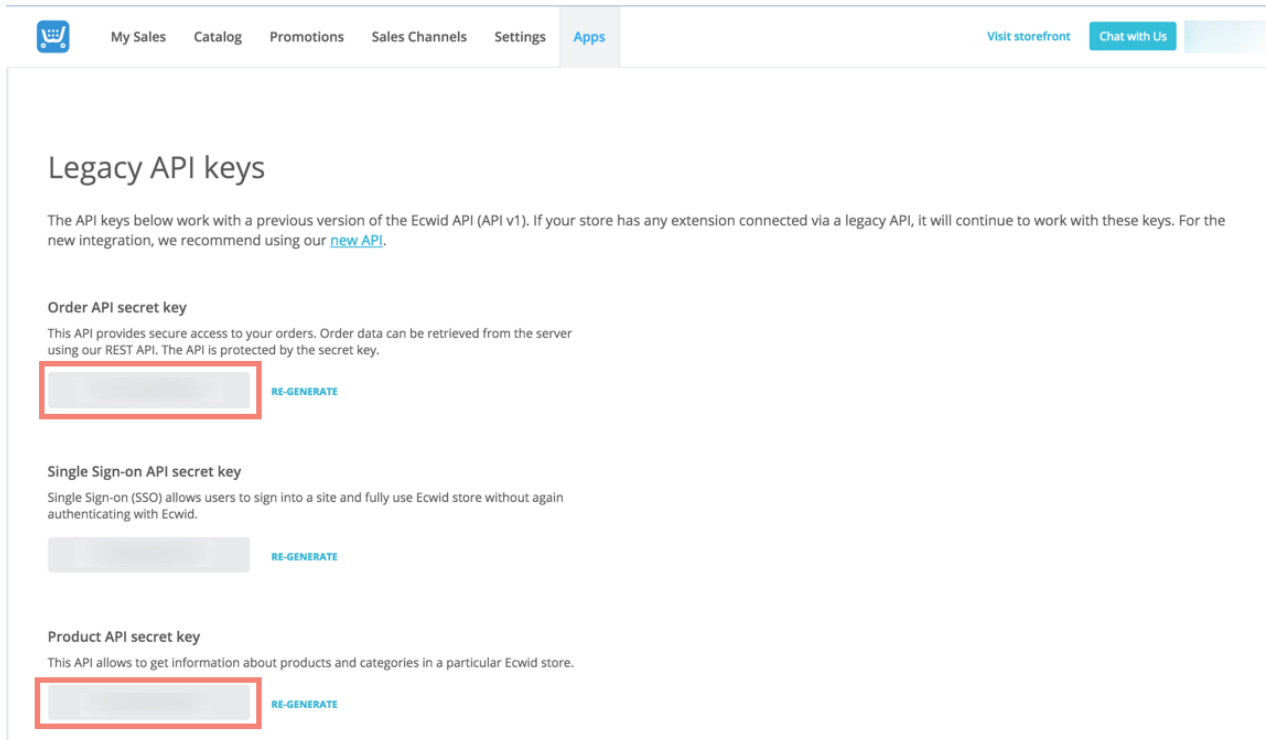 My Sales Catalog Promotions Sales Channels Settings Apps Visit storefront Chat with Us
Legacy API keys
The API keys below work with a previous version of the Ecwid API (API v1). If your store has any extension connected via a legacy API, it will continue to work with these keys. For the
new integration, we recommend using our new API.
Order API secret key
This API provides secure access to your orders. Order data can be retrieved from the server
using our REST API. The API is protected by the secret key.
RE-GENERATE
Single Sign-on API secret key
Single Sign-on (SSO) allows users to sign into a site and fully use Ecwid store without again
authenticating with Ecwid.
RE-GENERATE
Product API secret key
This API allows to get information about products and categories in a particular Ecwid store.
RE-GENERATE